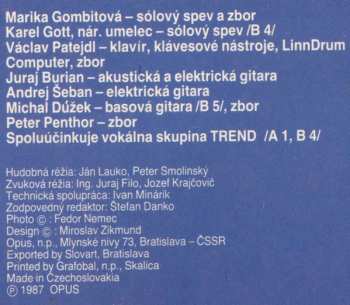 Marika Gombitová – sólový spev a zbor
Karel Gott, nár. umelec – sólový spev /B 4/
Václav Patejdl – klavír, klávesové nástroje, LinnDrum
Computer, zbor
Juraj Burian – akustická a elektrická gitara
Andrej Šeban – elektrická gitara
Michal Dúžek – basová gitara /B 5/, zbor
Peter Penthor – zbor
Spoluúčinkuje vokálna skupina TREND /A 1, B 4/
Hudobná réžia: Ján Lauko, Peter Smolinský
Zvuková réžia: Ing. Juraj Filo, Jozef Krajčovič
Technická spolupráca: Ivan Minárik
Zodpovedný redaktor: Štefan Danko
Photo © : Fedor Nemec
Design © : Miroslav Zikmund
Opus, n.p., Mlynské nivy 73, Bratislava – ČSSR
Exported by Slovart, Bratislava
Printed by Grafobal, n.p., Skalica
Made in Czechoslovakia
℗ 1987 OPUS